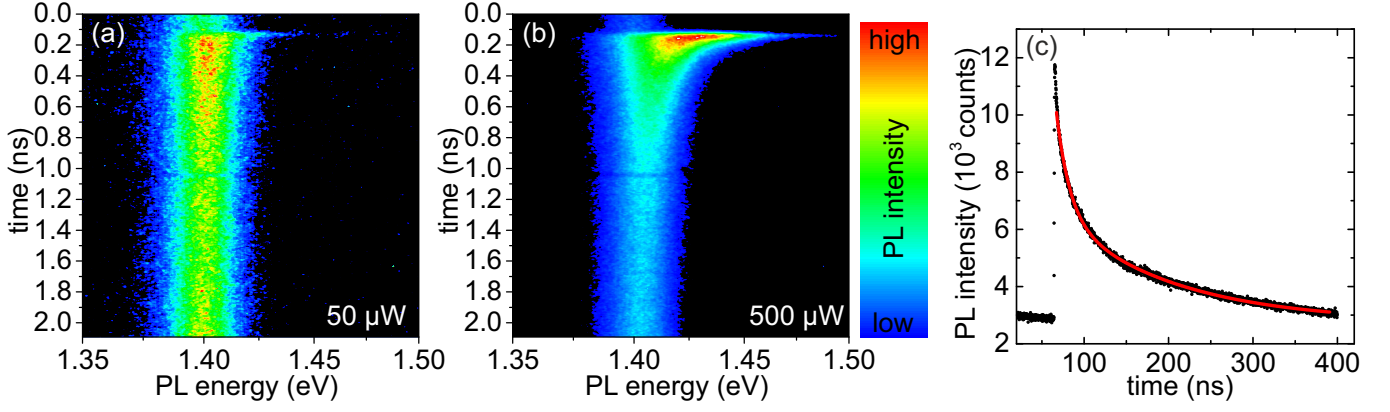 (a)
50 µW
time (ns)
0.0
0.2
0.4
0.6
0.8
1.0
1.2
1.4
1.6
1.8
2.0
1.35 1.40 1.45 1.50
PL energy (eV)
(b)
500 µW
time (ns)
0.0
0.2
0.4
0.6
0.8
1.0
1.2
1.4
1.6
1.8
2.0
1.35 1.40 1.45 1.50
PL energy (eV)
high
PL intensity
low
(c)
PL intensity (10³ counts)
12
10
8
6
4
2
100 200 300 400
time (ns)